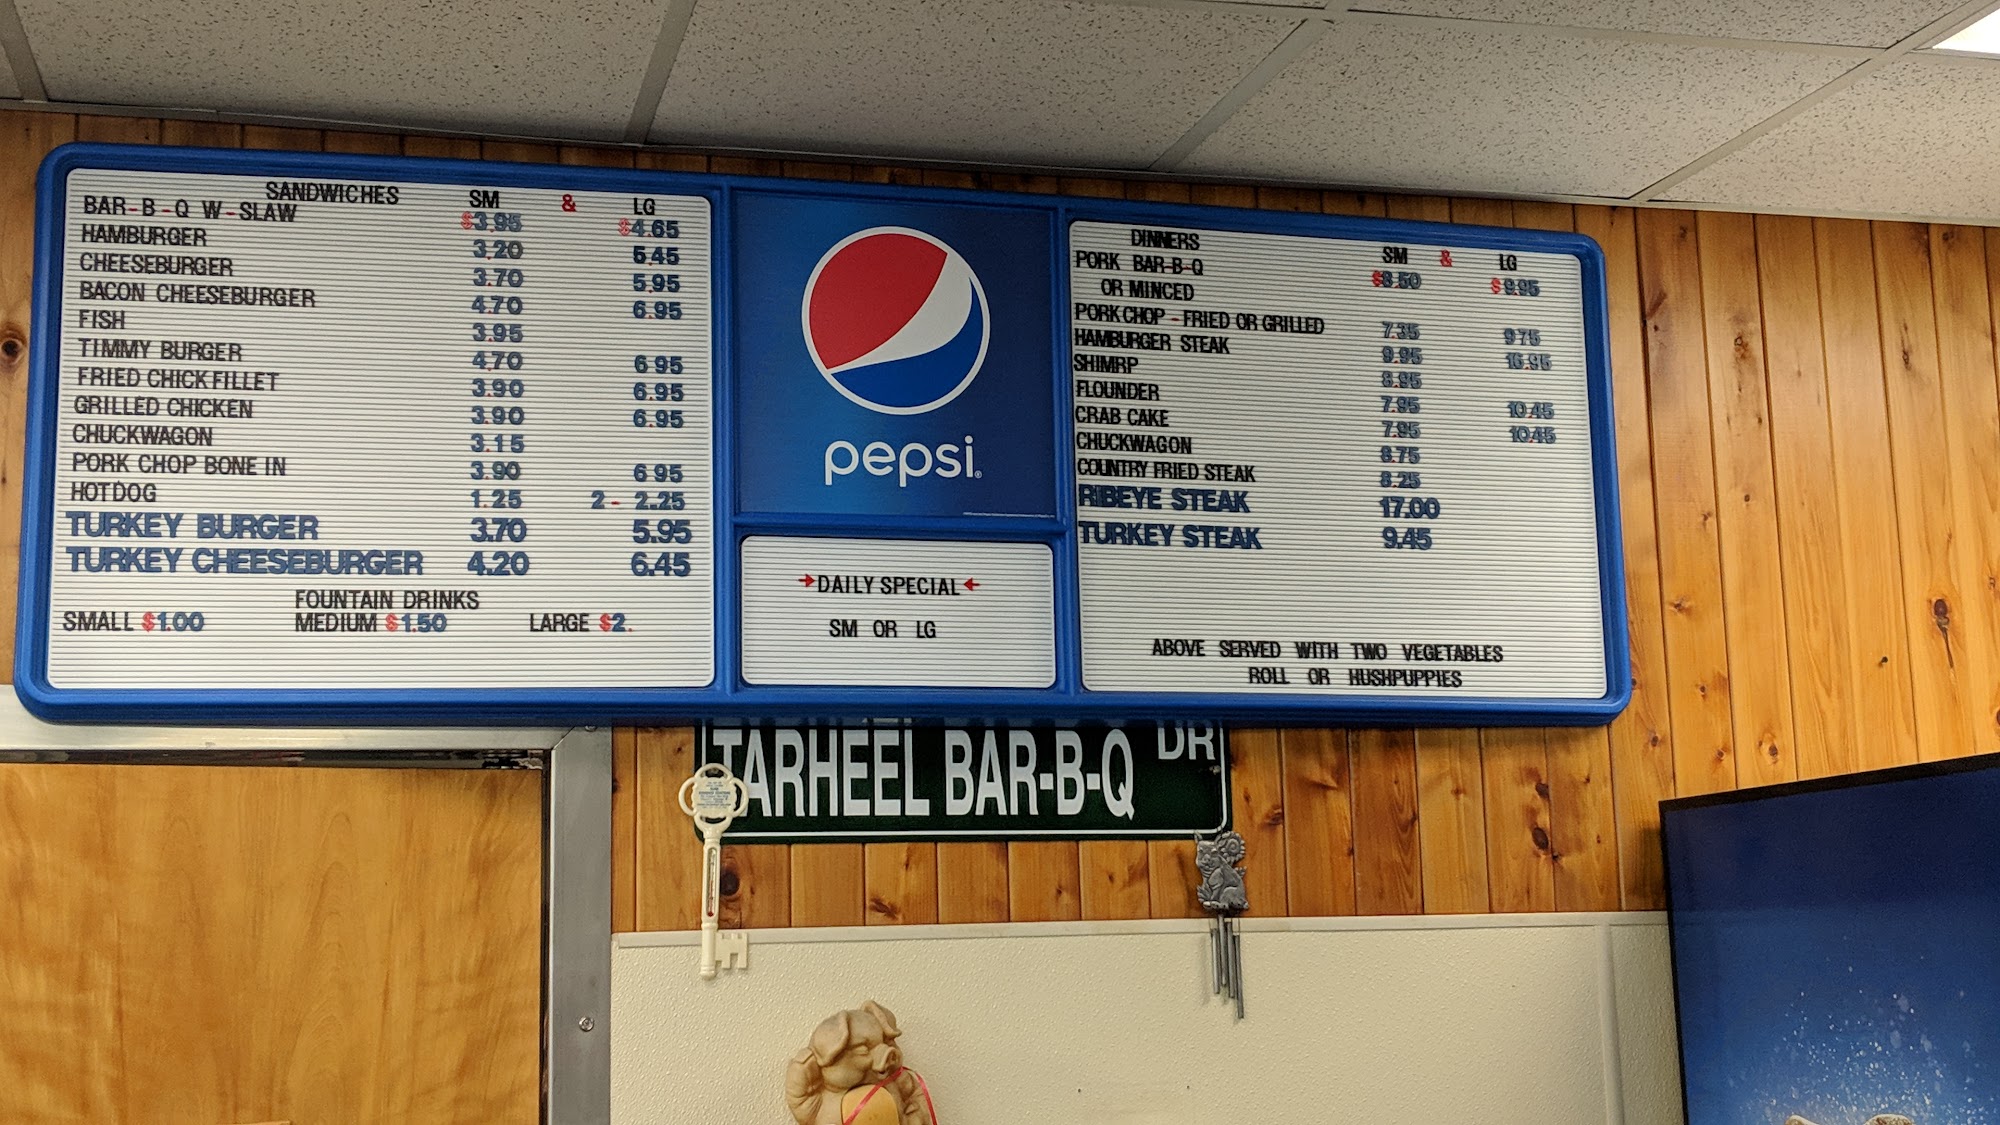 SANDWICHES SM & LG
BAR-B-Q W-SLAW $3.95 $4.65
HAMBURGER 3.20 5.45
CHEESEBURGER 3.70 5.95
BACON CHEESEBURGER 4.70 6.95
FISH 3.95
TIMMY BURGER 4.70 6 95
FRIED CHICK FILLET 3.90 6.95
GRILLED CHICKEN 3.90 6.95
CHUCKWAGON 3.15
PORK CHOP BONE IN 3.90 6 95
HOTDOG 1.25 2 - 2.25
TURKEY BURGER 3.70 5.95
TURKEY CHEESEBURGER 4.20 6.45
FOUNTAIN DRINKS
SMALL $1.00 MEDIUM $1.50 LARGE $2.
pepsi
DAILY SPECIAL
SM OR LG
DINNERS SM & LG
PORK BAR-B-Q $8.50 $9.95
OR MINCED
PORK CHOP - FRIED OR GRILLED 7.35 9 75
HAMBURGER STEAK 9.95 16.95
SHIMRP 8.95
FLOUNDER 7.95 10.45
CRAB CAKE 7.95 10.45
CHUCKWAGON 8.75
COUNTRY FRIED STEAK 8.25
RIBEYE STEAK 17.00
TURKEY STEAK 9.45
ABOVE SERVED WITH TWO VEGETABLES
ROLL OR HUSHPUPPIES
TARHEEL BAR-B-Q DR